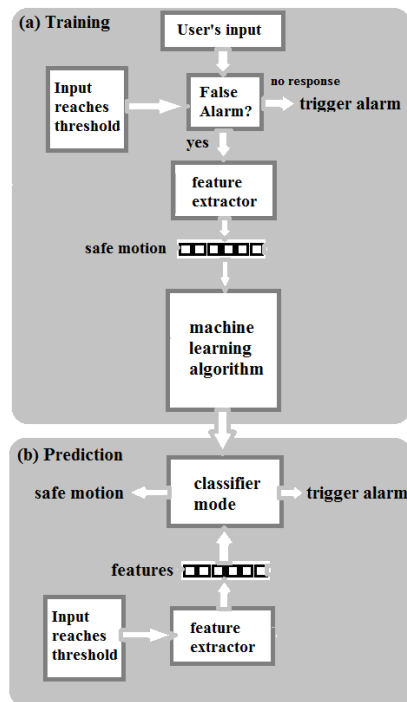 (a) Training
User's input
Input
reaches
threshold
False
Alarm?
no response
trigger alarm
yes
feature
extractor
safe motion
machine
learning
algorithm
(b) Prediction
classifier
mode
safe motion
trigger alarm
features
Input
reaches
threshold
feature
extractor